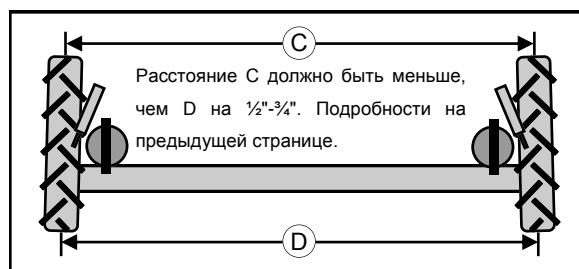 C
Расстояние C должно быть меньше,
чем D на ½"-¾". Подробности на
предыдущей странице.
D